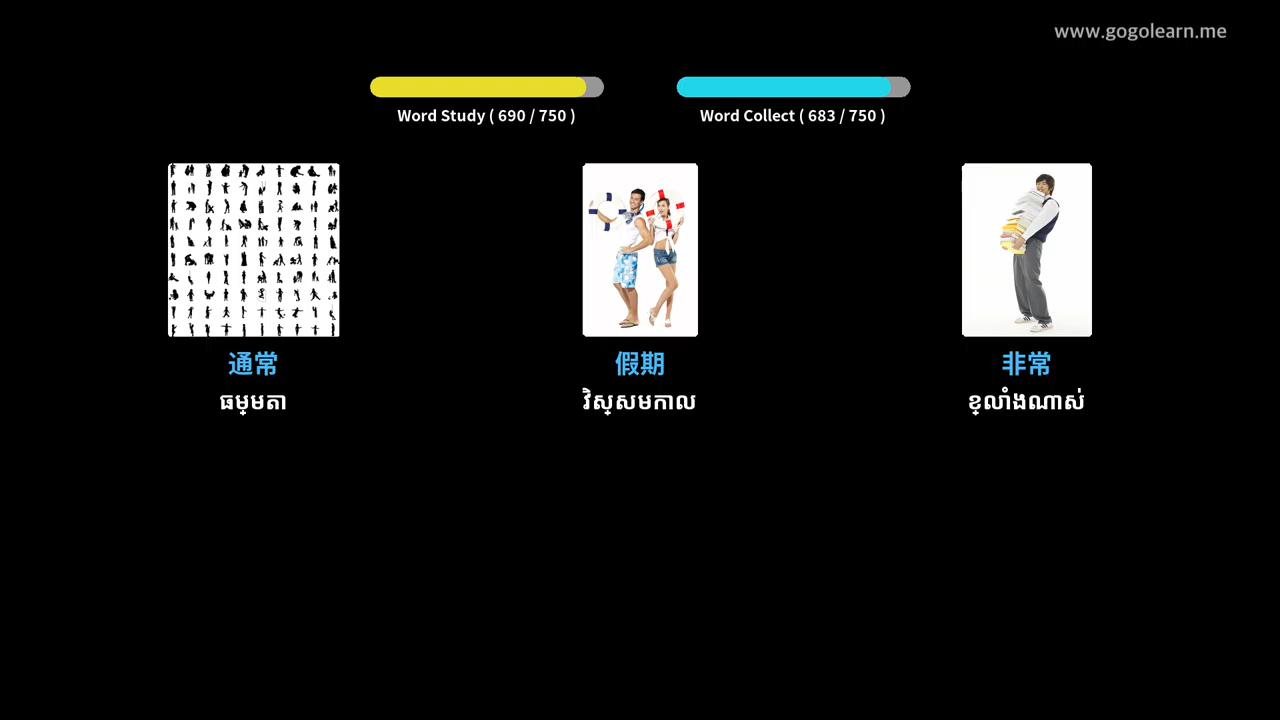 www.gogolearn.me
Word Study ( 690 / 750 )
Word Collect ( 683 / 750 )
通常
假期
非常
ធម្មតា
វិស្សមកាល
ខ្លាំងណាស់